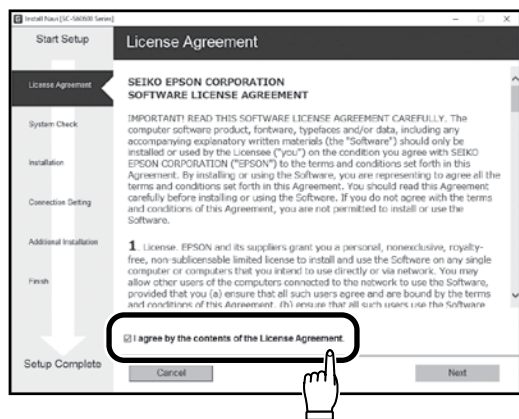 Install Navi [SC-S60600 Series]
Start Setup
License Agreement
License Agreement
System Check
Installation
Connection Setting
Additional Installation
Finish
Setup Complete
SEIKO EPSON CORPORATION
SOFTWARE LICENSE AGREEMENT
IMPORTANT! READ THIS SOFTWARE LICENSE AGREEMENT CAREFULLY. The
computer software product, fontware, typefaces and/or data, including any
accompanying explanatory written materials (the "Software") should only be
installed or used by the Licensee ("you") on the condition you agree with SEIKO
EPSON CORPORATION ("EPSON") to the terms and conditions set forth in this
Agreement. By installing or using the Software, you are representing to agree all the
terms and conditions set forth in this Agreement. You should read this Agreement
carefully before installing or using the Software. If you do not agree with the terms
and conditions of this Agreement, you are not permitted to install or use the
Software.
1. License. EPSON and its suppliers grant you a personal, nonexclusive, royalty-
free, non-sublicensable limited license to install and use the Software on any single
computer or computers that you intend to use directly or via network. You may
allow other users of the computers connected to the network to use the Software,
provided that you (a) ensure that all such users agree and are bound by the terms
and conditions of this Agreement, (b) ensure that all such users use the Software
I agree by the contents of the License Agreement.
Cancel
Next